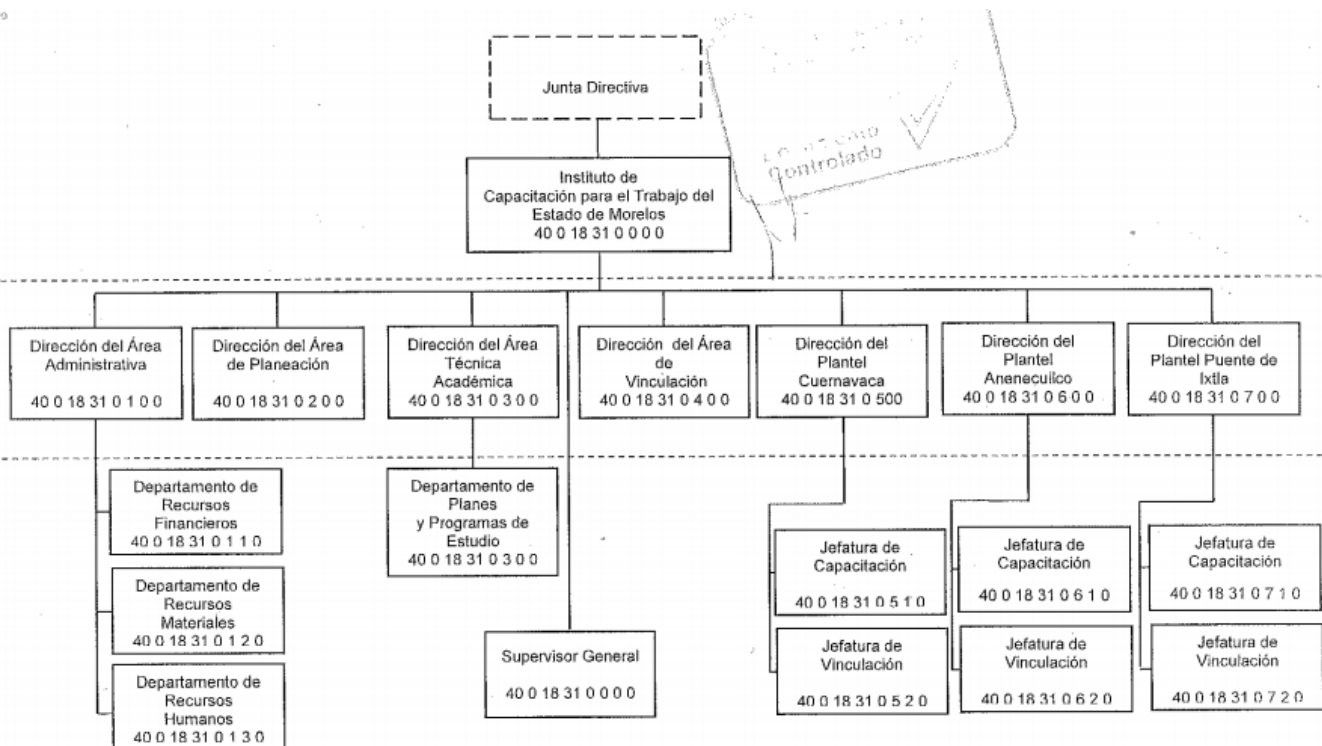 Junta Directiva
Controlado
Instituto de
Capacitación para el Trabajo del
Estado de Morelos
40 0 18 31 0 0 0 0
Dirección del Área
Administrativa
40 0 18 31 0 1 0 0
Dirección del Área
de Planeación
40 0 18 31 0 2 0 0
Dirección del Área
Técnica
Académica
40 0 18 31 0 3 0 0
Dirección del Área
de
Vinculación
40 0 18 31 0 4 0 0
Dirección del
Plantel
Cuernavaca
40 0 18 31 0 500
Dirección del
Plantel
Anenecuilco
40 0 18 31 0 6 0 0
Dirección del
Plantel Puente de
Ixtla
40 0 18 31 0 7 0 0
Departamento de
Recursos
Financieros
40 0 18 31 0 1 1 0
Departamento de
Recursos
Materiales
40 0 18 31 0 1 2 0
Departamento de
Recursos
Humanos
40 0 18 31 0 1 3 0
Departamento de
Planes
y Programas de
Estudio
40 0 18 31 0 3 0 0
Supervisor General
40 0 18 31 0 0 0 0
Jefatura de
Capacitación
40 0 18 31 0 5 1 0
Jefatura de
Vinculación
40 0 18 31 0 5 2 0
Jefatura de
Capacitación
40 0 18 31 0 6 1 0
Jefatura de
Vinculación
40 0 18 31 0 6 2 0
Jefatura de
Capacitación
40 0 18 31 0 7 1 0
Jefatura de
Vinculación
40 0 18 31 0 7 2 0